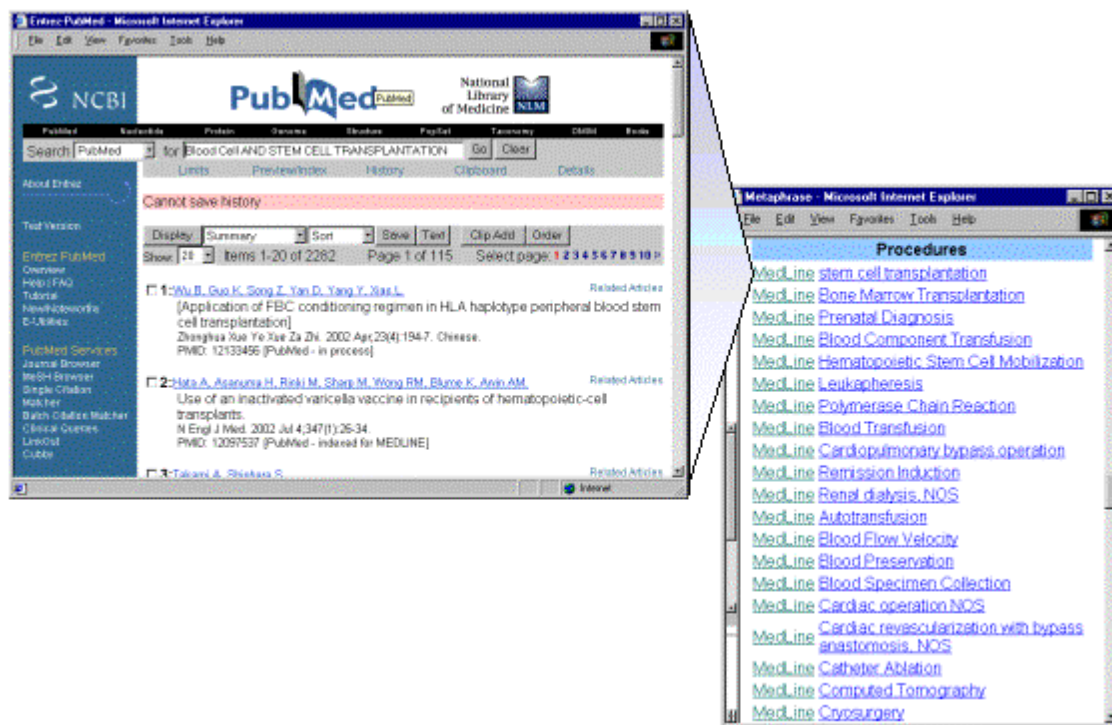 Entrez-PubMed - Microsoft Internet Explorer
File Edit View Favorites Tools Help
NCBI
PubMed
PubMed
National
Library
of Medicine NLM
PubMed Nucleotide Protein Genome Structure PopSet Taxonomy OMIM Books
Search PubMed for Blood Cell AND STEM CELL TRANSPLANTATION Go Clear
Limits Preview/Index History Clipboard Details
About Entrez
Cannot save history
Text Version
Display Summary Sort Save Text Clip Add Order
Show: 20 Items 1-20 of 2282 Page 1 of 115 Select page: 1 2 3 4 5 6 7 8 9 10 >
Entrez PubMed
Overview
Help | FAQ
Tutorial
New/Noteworthy
E-Utilities
PubMed Services
Journal Browser
MeSH Browser
Single Citation
Matcher
Batch Citation Matcher
Clinical Queries
LinkOut
Cubby
1: Wu B, Guo K, Song Z, Yan D, Yang Y, Xiao L. Related Articles
[Application of FBC conditioning regimen in HLA haplotype peripheral blood stem
cell transplantation]
Zhonghua Xue Ye Xue Za Zhi. 2002 Apr;23(4):194-7. Chinese.
PMID: 12133456 [PubMed - in process]
2: Hata A, Asanuma H, Rinki M, Sharp M, Wong RM, Blume K, Arvin AM. Related Articles
Use of an inactivated varicella vaccine in recipients of hematopoietic-cell
transplants.
N Engl J Med. 2002 Jul 4;347(1):26-34.
PMID: 12097537 [PubMed - indexed for MEDLINE]
3: Takami A, Shintara S. Related Articles
Internet
Metaphrase - Microsoft Internet Explorer
File Edit View Favorites Tools Help
Procedures
MedLine stem cell transplantation
MedLine Bone Marrow Transplantation
MedLine Prenatal Diagnosis
MedLine Blood Component Transfusion
MedLine Hematopoietic Stem Cell Mobilization
MedLine Leukapheresis
MedLine Polymerase Chain Reaction
MedLine Blood Transfusion
MedLine Cardiopulmonary bypass operation
MedLine Remission Induction
MedLine Renal dialysis, NOS
MedLine Autotransfusion
MedLine Blood Flow Velocity
MedLine Blood Preservation
MedLine Blood Specimen Collection
MedLine Cardiac operation NOS
MedLine Cardiac revascularization with bypass
anastomosis, NOS
MedLine Catheter Ablation
MedLine Computed Tomography
MedLine Cryosurgery